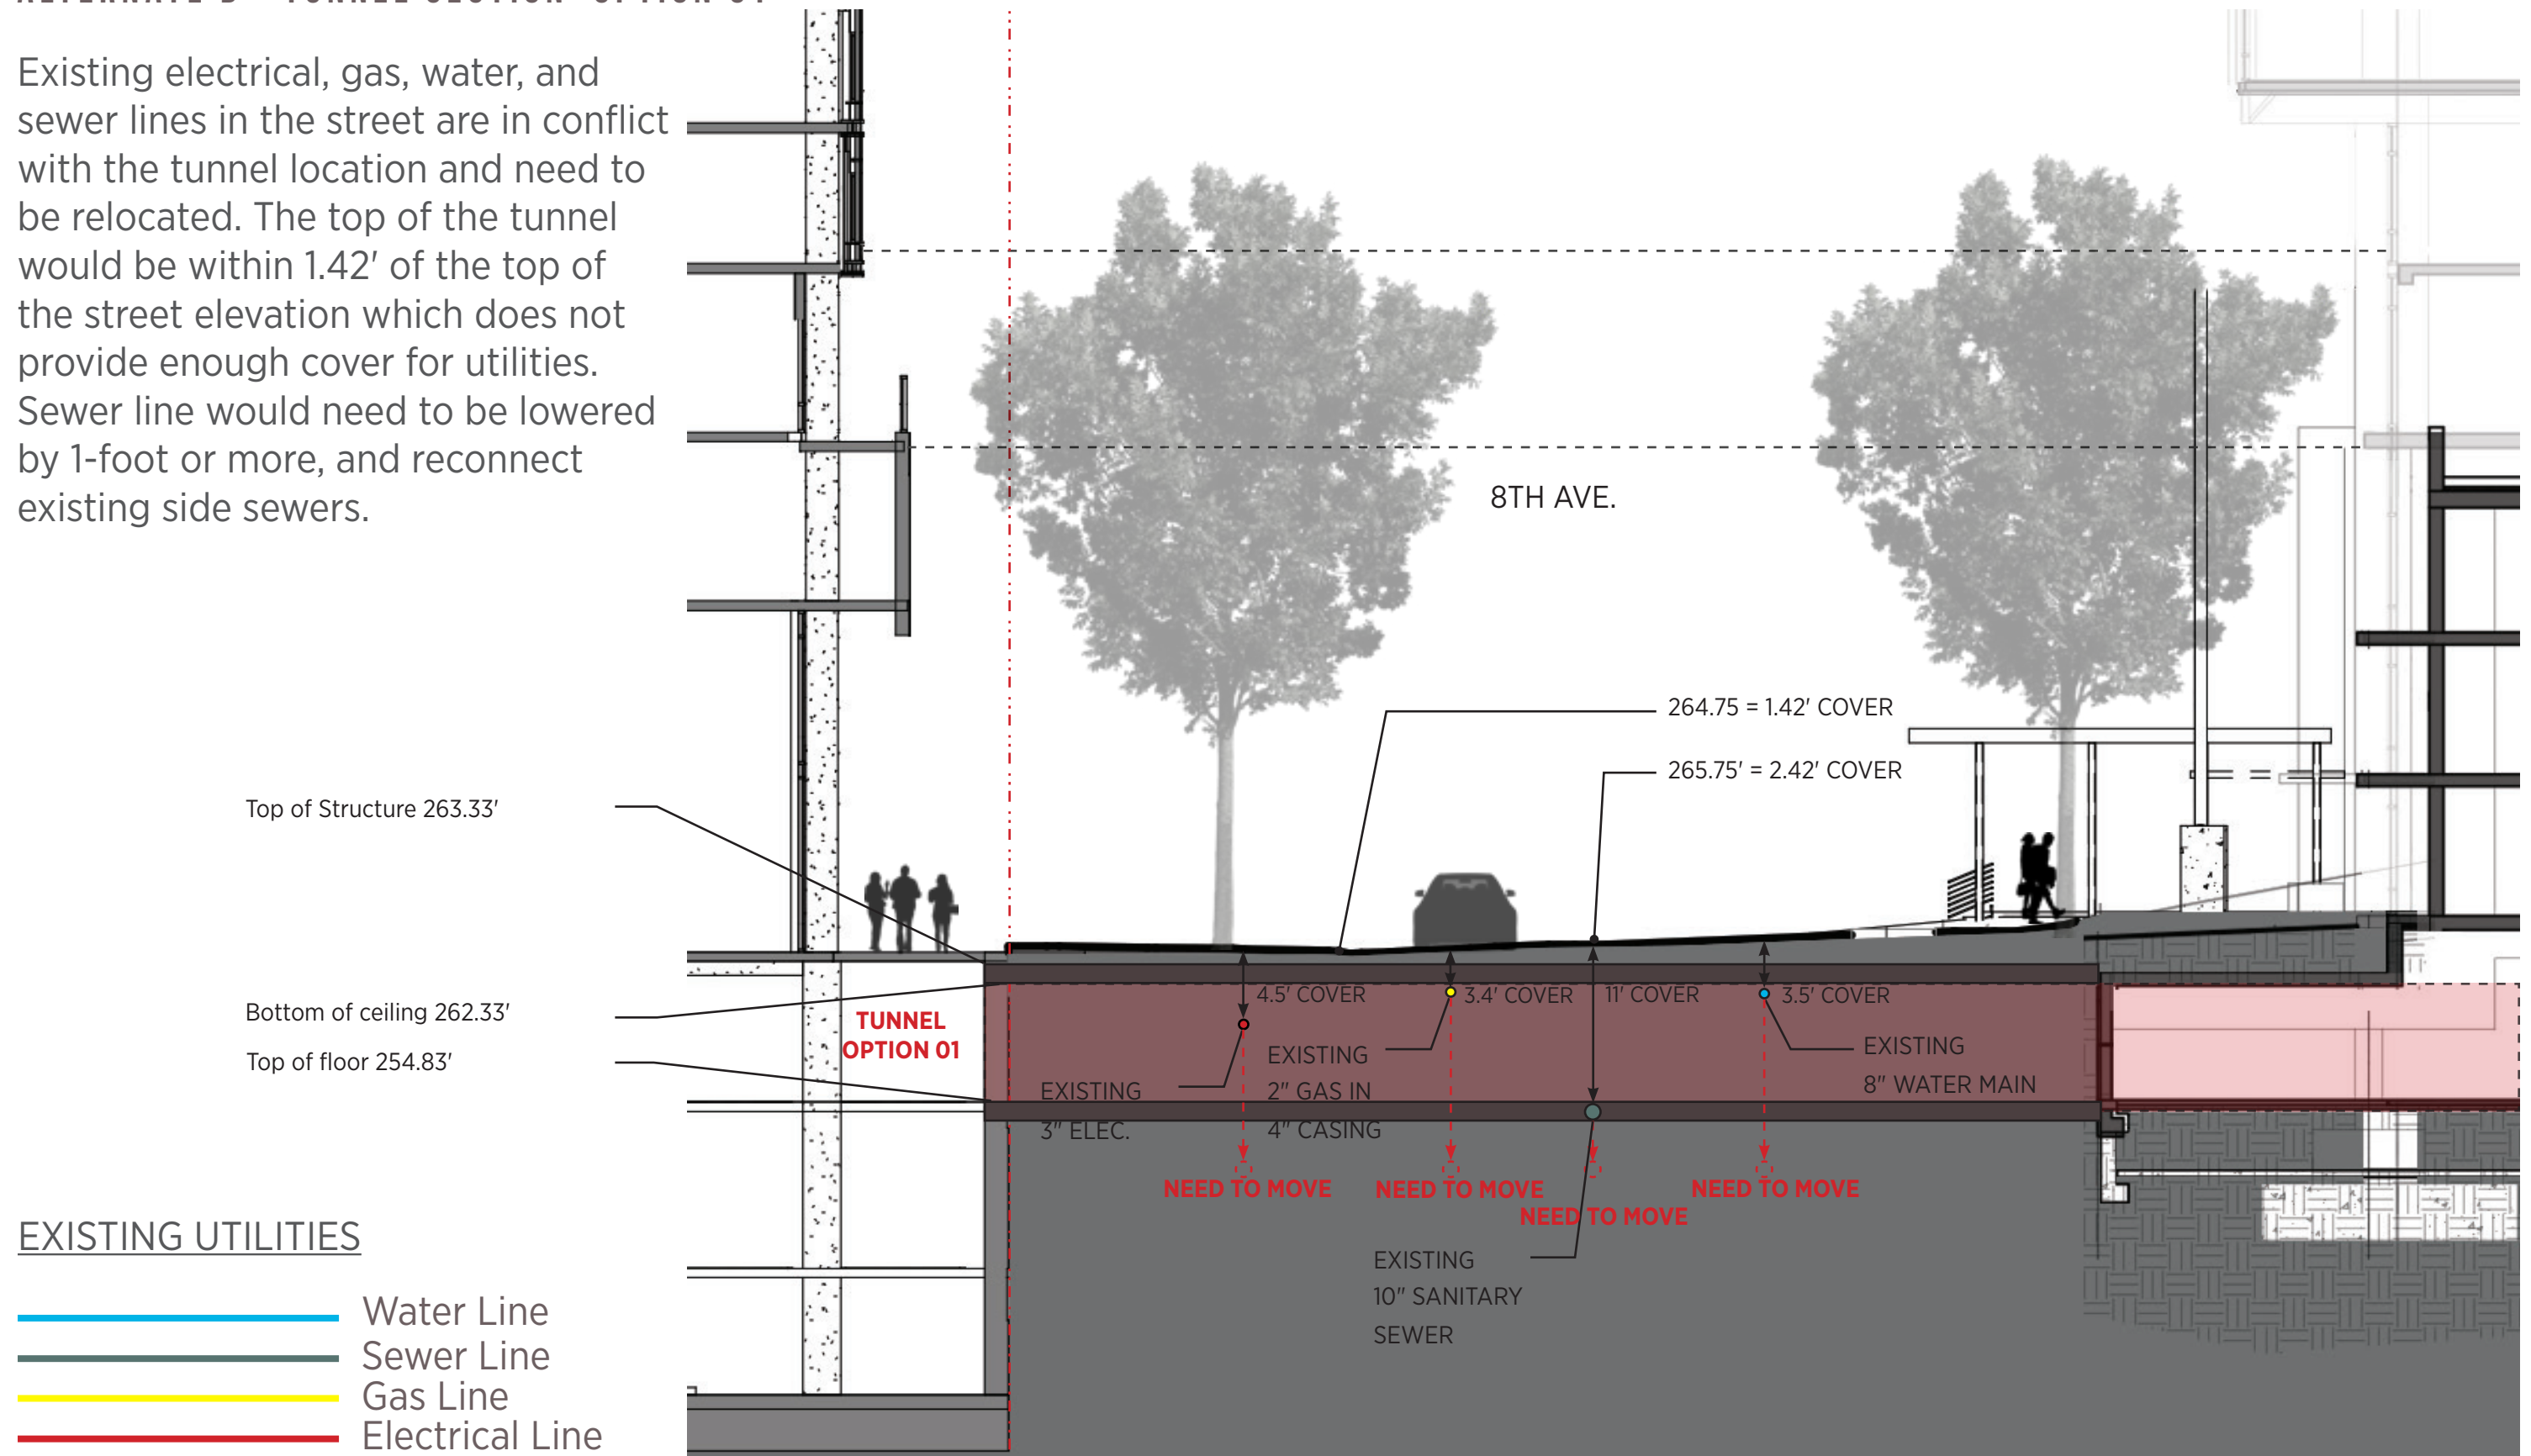 ALTERNATE B - TUNNEL SECTION- OPTION 01
Existing electrical, gas, water, and
sewer lines in the street are in conflict
with the tunnel location and need to
be relocated. The top of the tunnel
would be within 1.42' of the top of
the street elevation which does not
provide enough cover for utilities.
Sewer line would need to be lowered
by 1-foot or more, and reconnect
existing side sewers.
8TH AVE.
264.75 = 1.42' COVER
265.75' = 2.42' COVER
Top of Structure 263.33'
Bottom of ceiling 262.33'
Top of floor 254.83'
TUNNEL
OPTION 01
4.5' COVER
3.4' COVER
11' COVER
3.5' COVER
EXISTING
3" ELEC.
EXISTING
2" GAS IN
4" CASING
EXISTING
8" WATER MAIN
NEED TO MOVE
NEED TO MOVE
NEED TO MOVE
NEED TO MOVE
EXISTING
10" SANITARY
SEWER
EXISTING UTILITIES
Water Line
Sewer Line
Gas Line
Electrical Line